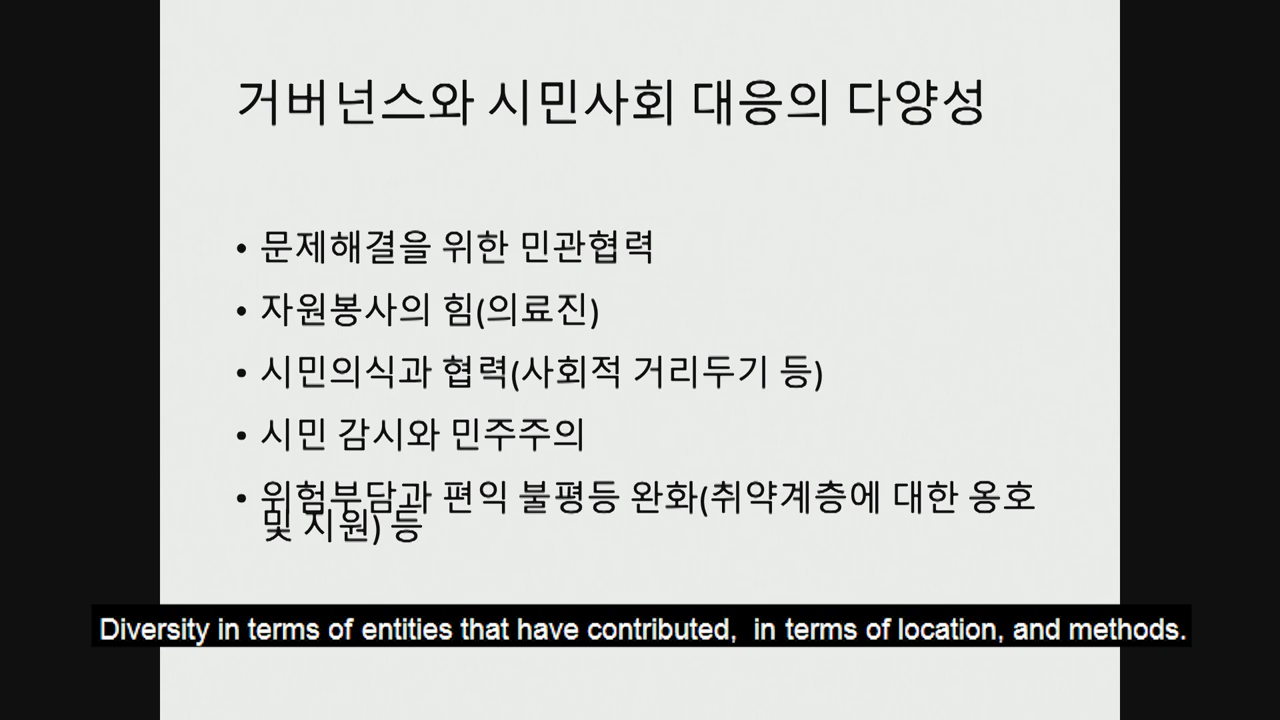 거버넌스와 시민사회 대응의 다양성
• 문제해결을 위한 민관협력
• 자원봉사의 힘(의료진)
• 시민의식과 협력(사회적 거리두기 등)
• 시민 감시와 민주주의
• 위험부담과 편익 불평등 완화(취약계층에 대한 옹호
및 지원) 등
Diversity in terms of entities that have contributed,  in terms of location, and methods.